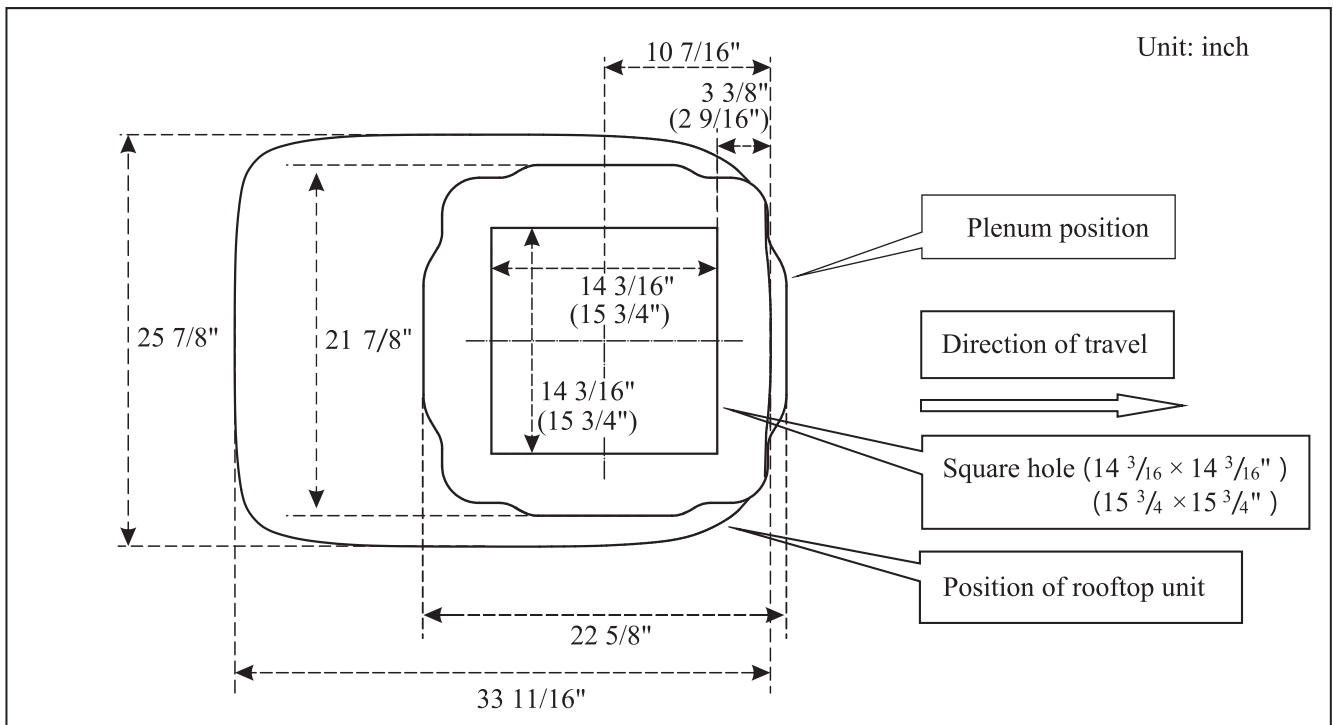 Unit: inch
10 7/16"
3 3/8"
(2 9/16")
Plenum position
14 3/16"
(15 3/4")
25 7/8"
21 7/8"
Direction of travel
14 3/16"
(15 3/4")
Square hole (14 3/16 × 14 3/16" )
(15 3/4 ×15 3/4" )
Position of rooftop unit
22 5/8"
33 11/16"